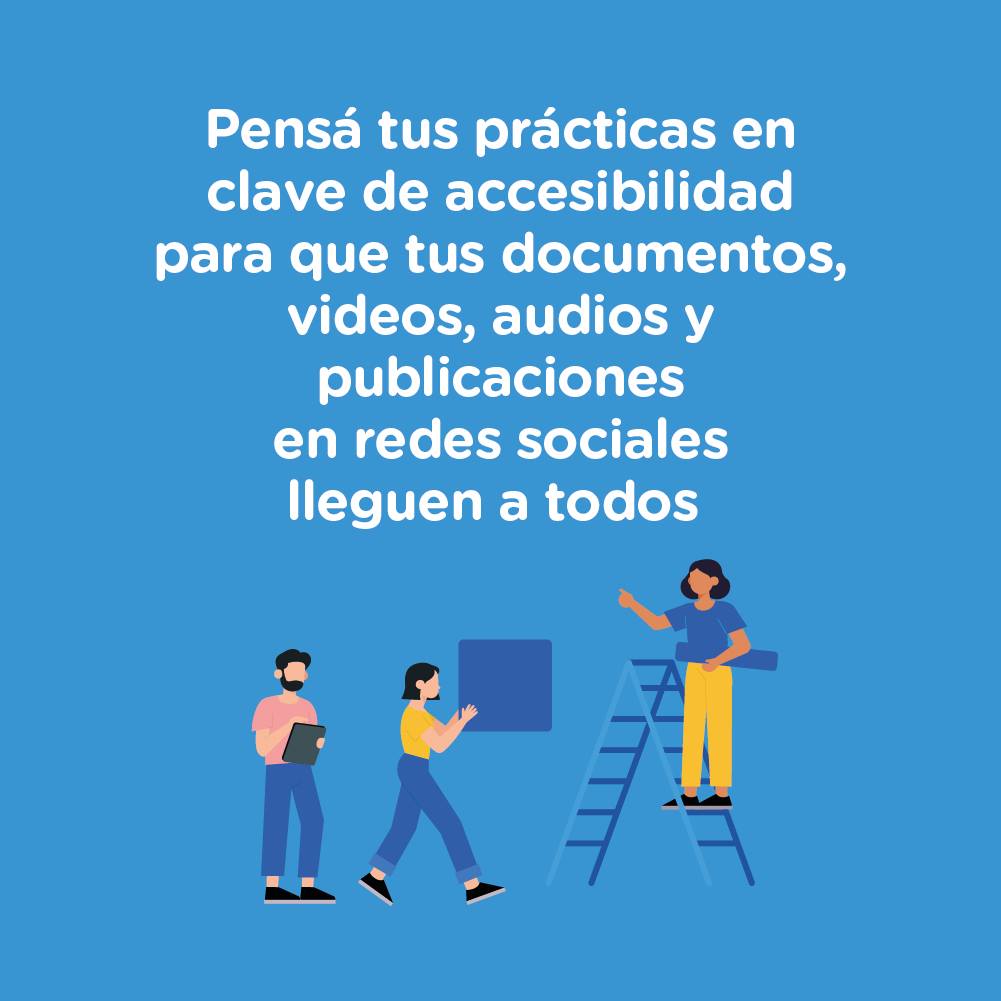 Pensá tus prácticas en
clave de accesibilidad
para que tus documentos,
videos, audios y
publicaciones
en redes sociales
lleguen a todos